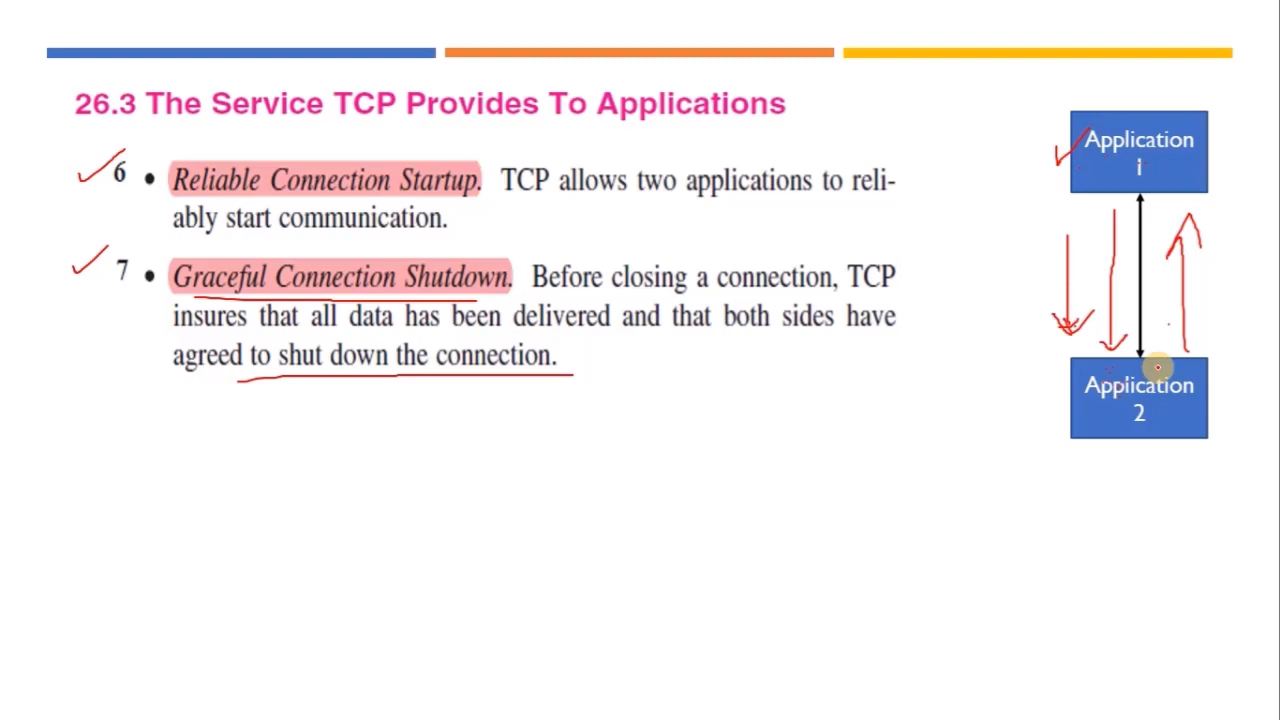 26.3 The Service TCP Provides To Applications
6 • Reliable Connection Startup. TCP allows two applications to reli-
ably start communication.
7 • Graceful Connection Shutdown. Before closing a connection, TCP
insures that all data has been delivered and that both sides have
agreed to shut down the connection.
Application
1
Application
2